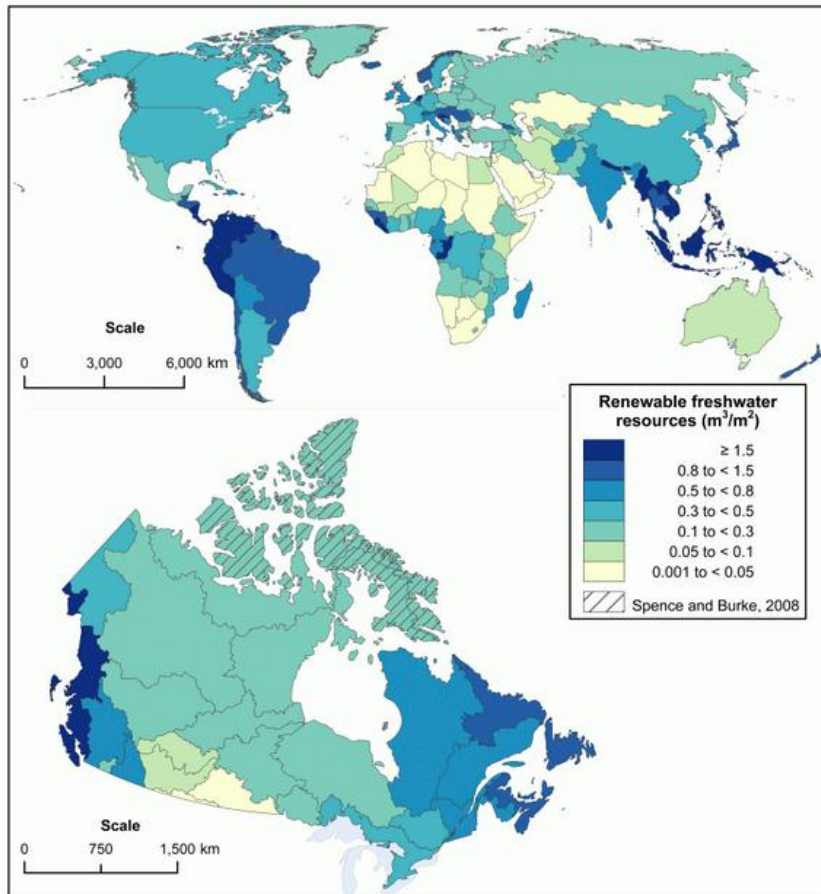 Scale
0 3,000 6,000 km
Renewable freshwater
resources (m³/m²)
≥ 1.5
0.8 to < 1.5
0.5 to < 0.8
0.3 to < 0.5
0.1 to < 0.3
0.05 to < 0.1
0.001 to < 0.05
Spence and Burke, 2008
Scale
0 750 1,500 km